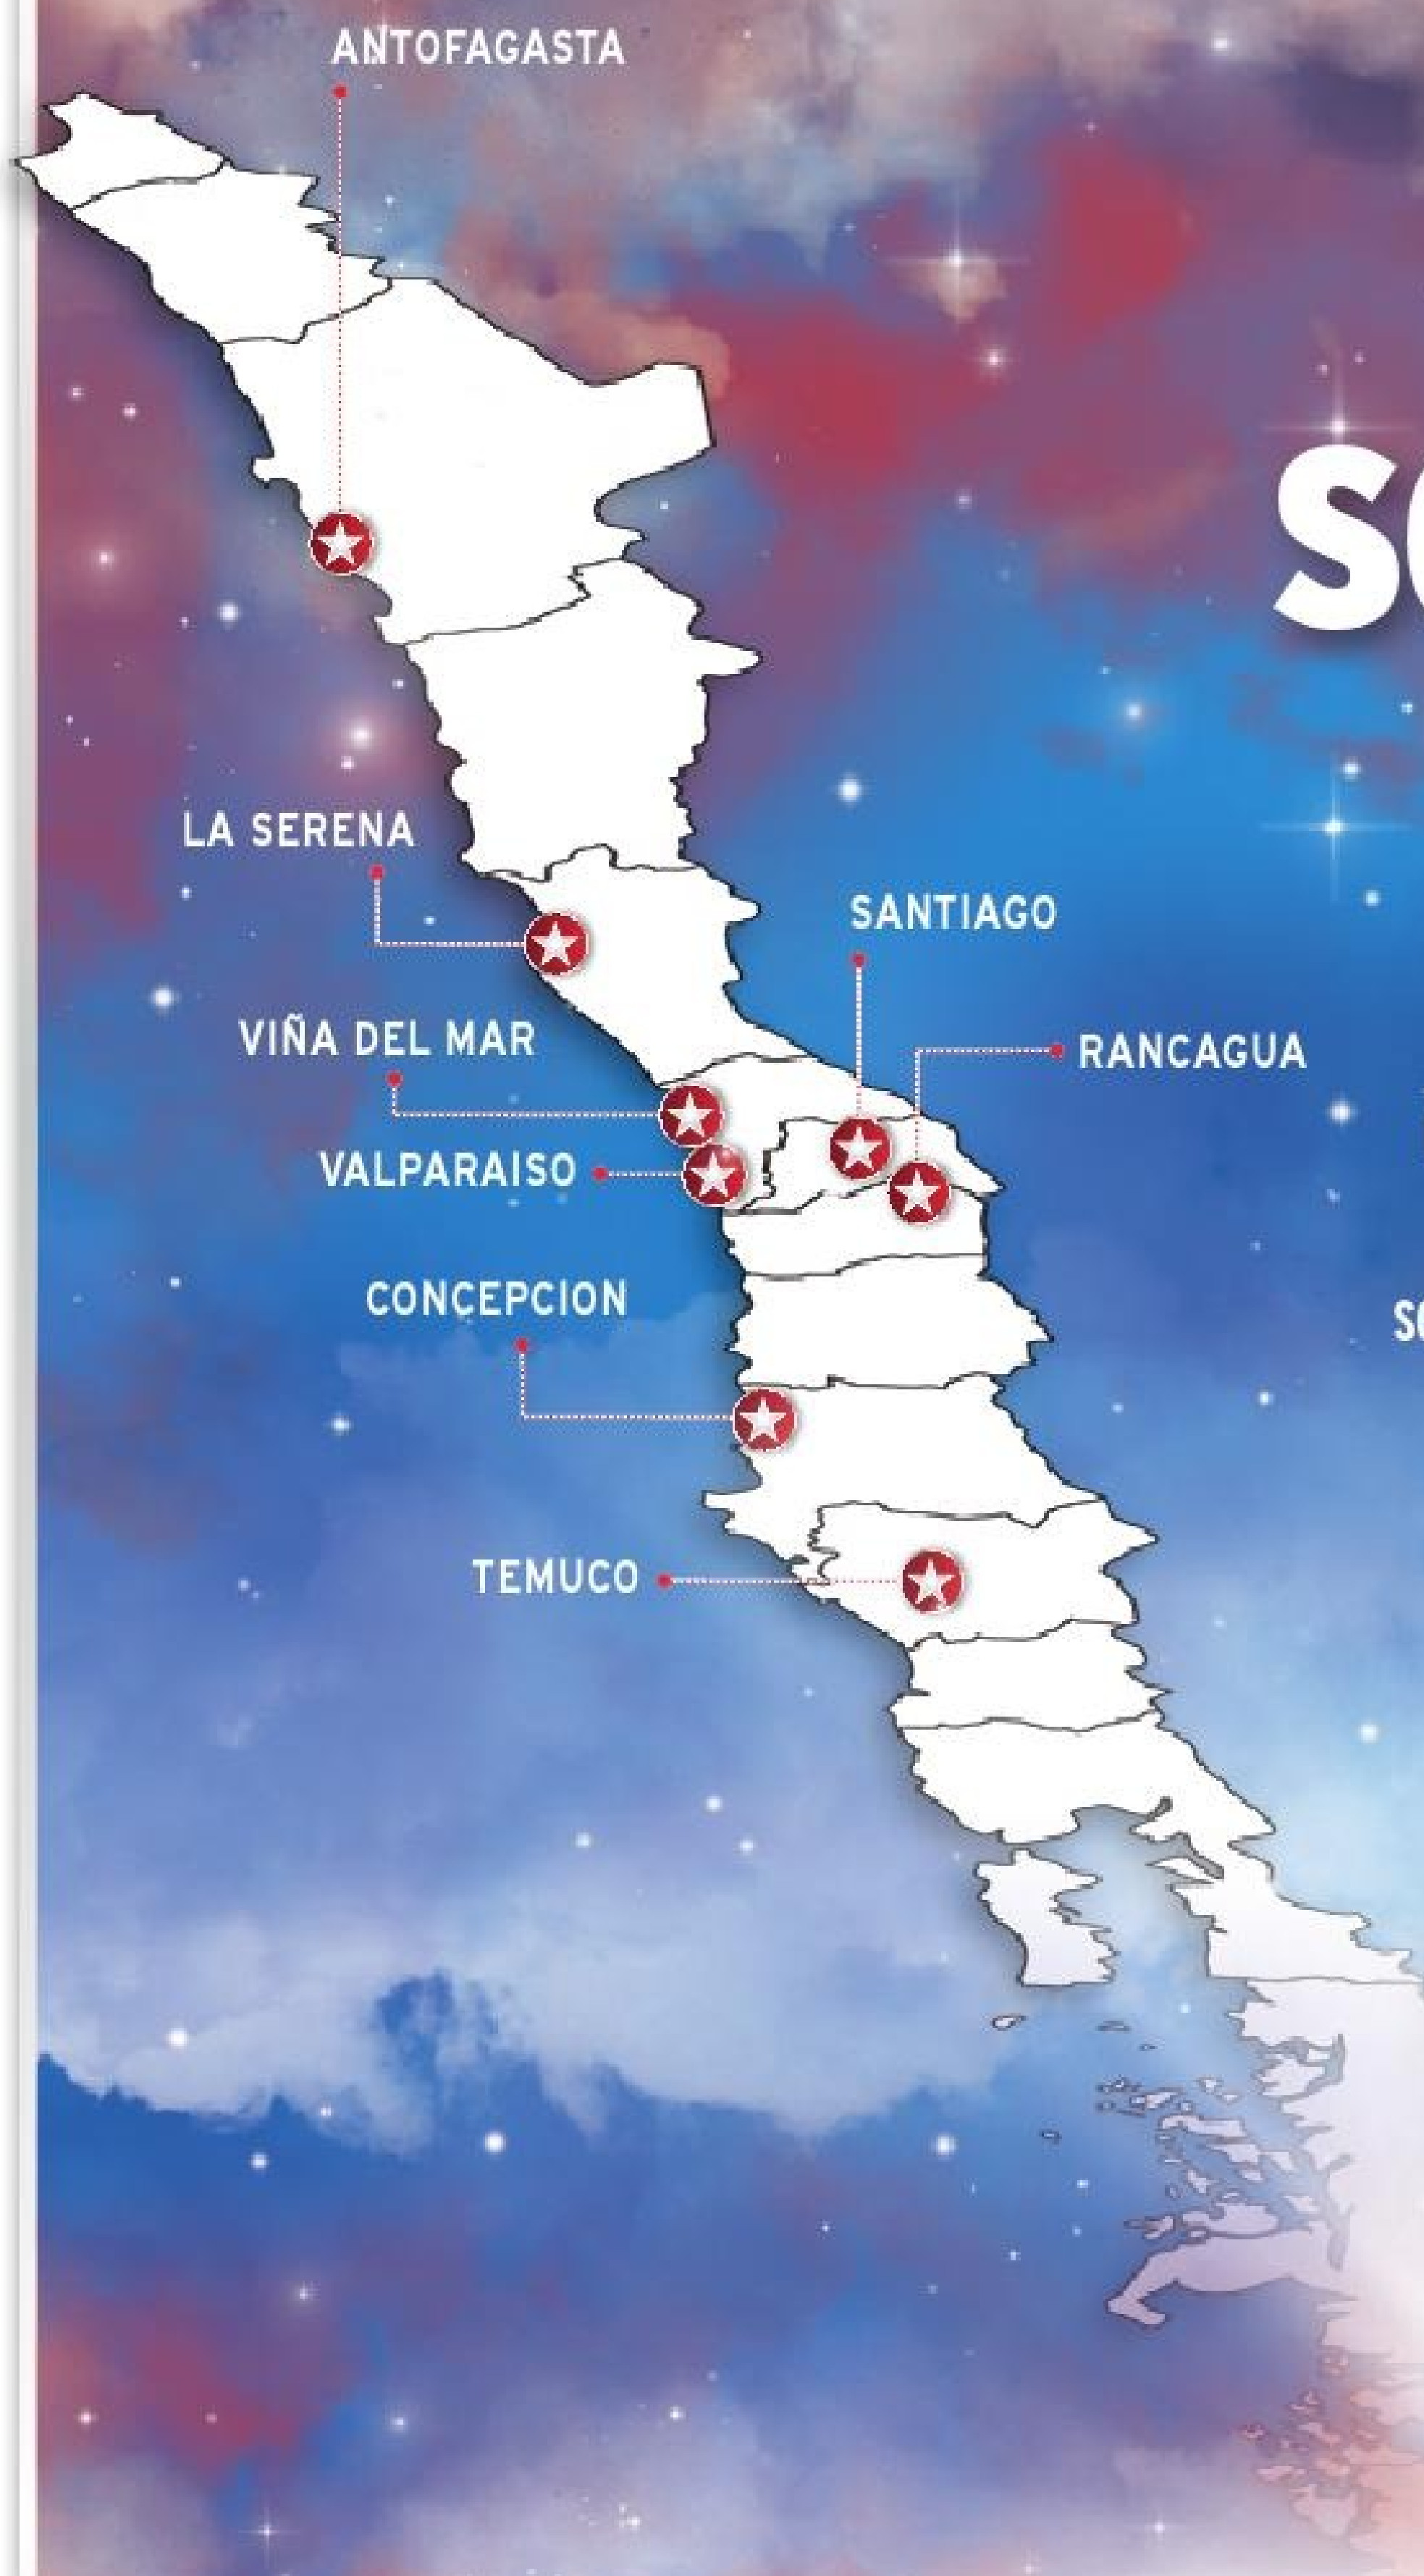 ANTOFAGASTA
LA SERENA
SANTIAGO
VIÑA DEL MAR
RANCAGUA
VALPARAISO
CONCEPCION
TEMUCO